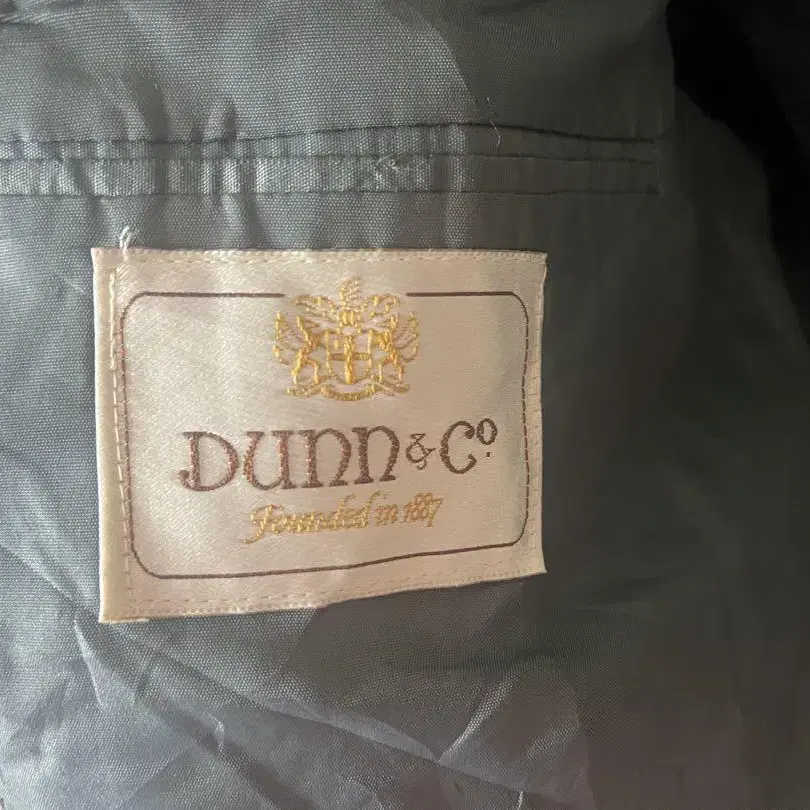 DUNN & Cº
Founded in 1887